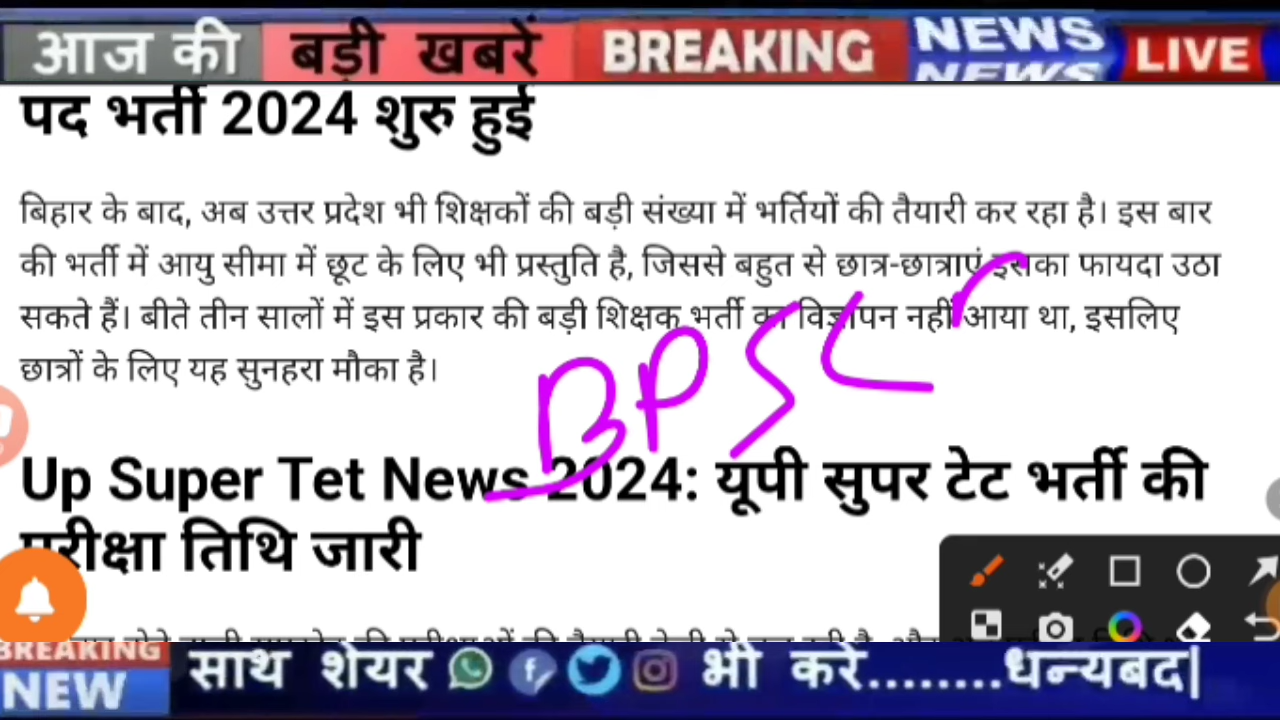 आज की बड़ी खबरें BREAKING NEWS LIVE
NEWS
पद भर्ती 2024 शुरु हुई
बिहार के बाद, अब उत्तर प्रदेश भी शिक्षकों की बड़ी संख्या में भर्तियों की तैयारी कर रहा है। इस बार
की भर्ती में आयु सीमा में छूट के लिए भी प्रस्तुति है, जिससे बहुत से छात्र-छात्राएं इसका फायदा उठा
सकते हैं। बीते तीन सालों में इस प्रकार की बड़ी शिक्षक भर्ती का विज्ञापन नहीं आया था, इसलिए
छात्रों के लिए यह सुनहरा मौका है।
BPSC
Up Super Tet News 2024: यूपी सुपर टेट भर्ती की
परीक्षा तिथि जारी
BREAKING
NEW
साथ शेयर भी करे........धन्यबद|